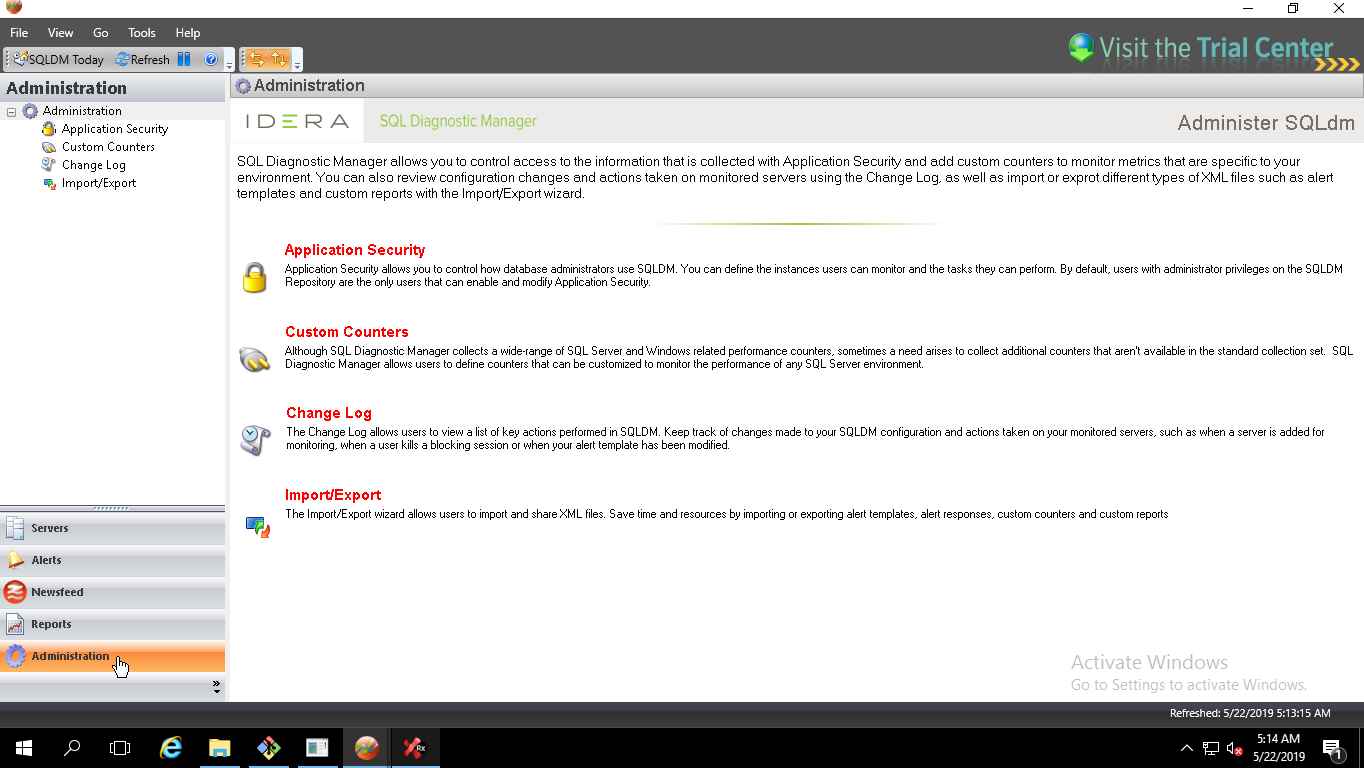 File View Go Tools Help
SQLDM Today Refresh
Visit the Trial Center
Administration
Administration
Application Security
Custom Counters
Change Log
Import/Export
Administration
IDERA SQL Diagnostic Manager
Administer SQLdm
SQL Diagnostic Manager allows you to control access to the information that is collected with Application Security and add custom counters to monitor metrics that are specific to your
environment. You can also review configuration changes and actions taken on monitored servers using the Change Log, as well as import or exprot different types of XML files such as alert
templates and custom reports with the Import/Export wizard.
Application Security
Application Security allows you to control how database administrators use SQLDM. You can define the instances users can monitor and the tasks they can perform. By default, users with administrator privileges on the SQLDM
Repository are the only users that can enable and modify Application Security.
Custom Counters
Although SQL Diagnostic Manager collects a wide-range of SQL Server and Windows related performance counters, sometimes a need arises to collect additional counters that aren't available in the standard collection set. SQL
Diagnostic Manager allows users to define counters that can be customized to monitor the performance of any SQL Server environment.
Change Log
The Change Log allows users to view a list of key actions performed in SQLDM. Keep track of changes made to your SQLDM configuration and actions taken on your monitored servers, such as when a server is added for
monitoring, when a user kills a blocking session or when your alert template has been modified.
Import/Export
The Import/Export wizard allows users to import and share XML files. Save time and resources by importing or exporting alert templates, alert responses, custom counters and custom reports
Servers
Alerts
Newsfeed
Reports
Administration
Activate Windows
Go to Settings to activate Windows.
Refreshed: 5/22/2019 5:13:15 AM
Rx
5:14 AM
5/22/2019
1